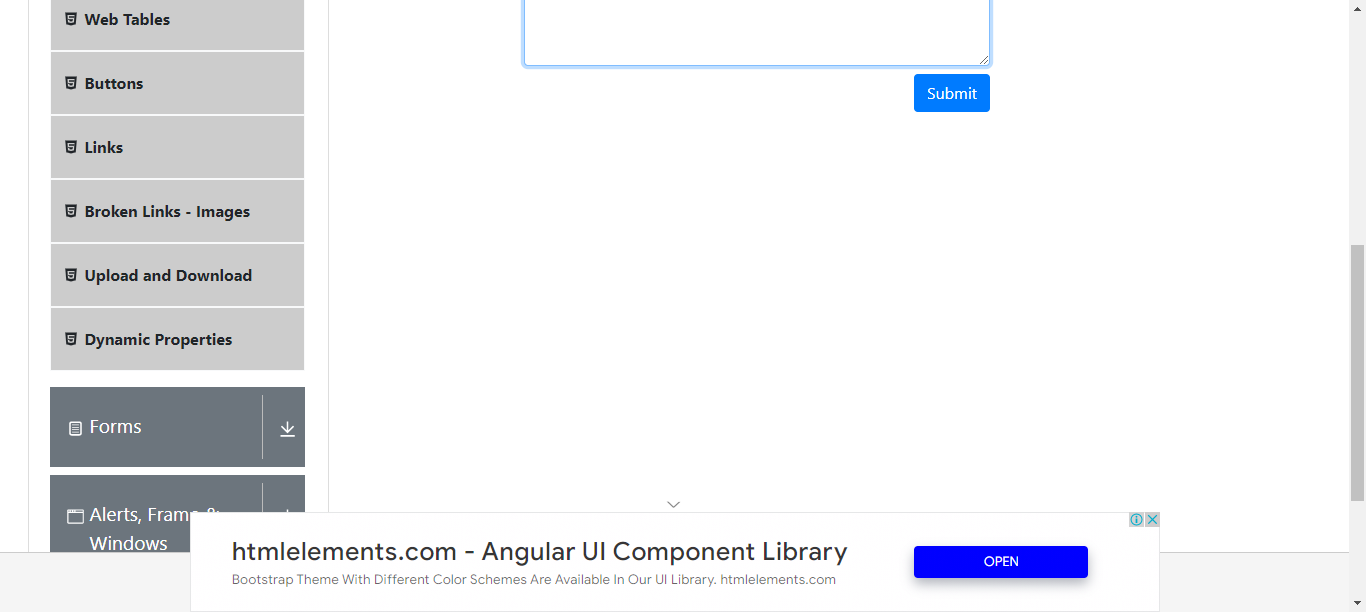 Web Tables
Buttons
Links
Broken Links - Images
Upload and Download
Dynamic Properties
Forms
Alerts, Frame &
Windows
Submit
htmlelements.com - Angular UI Component Library
Bootstrap Theme With Different Color Schemes Are Available In Our UI Library. htmlelements.com
OPEN